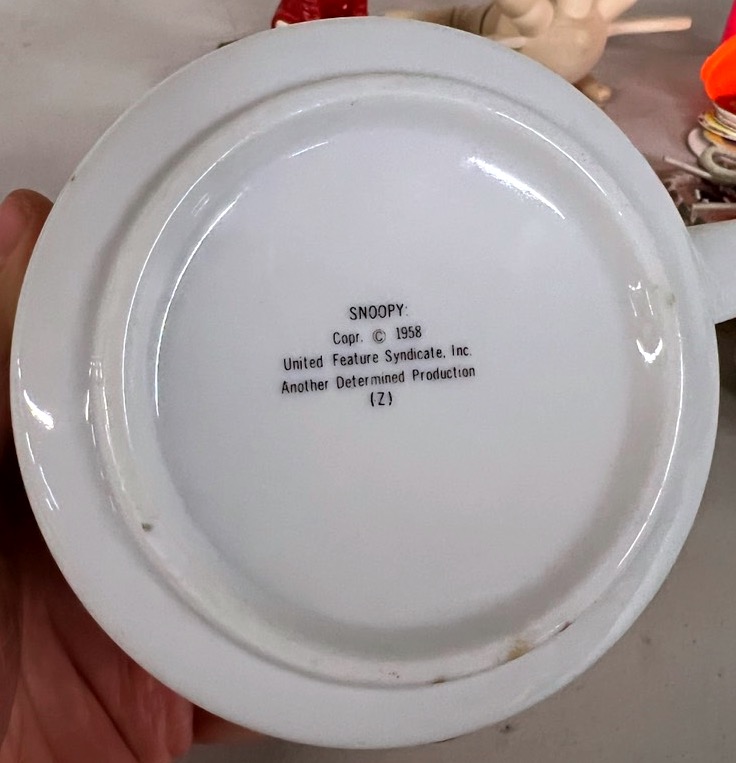 SNOOPY:
Copr. © 1958
United Feature Syndicate, Inc.
Another Determined Production
(Z)